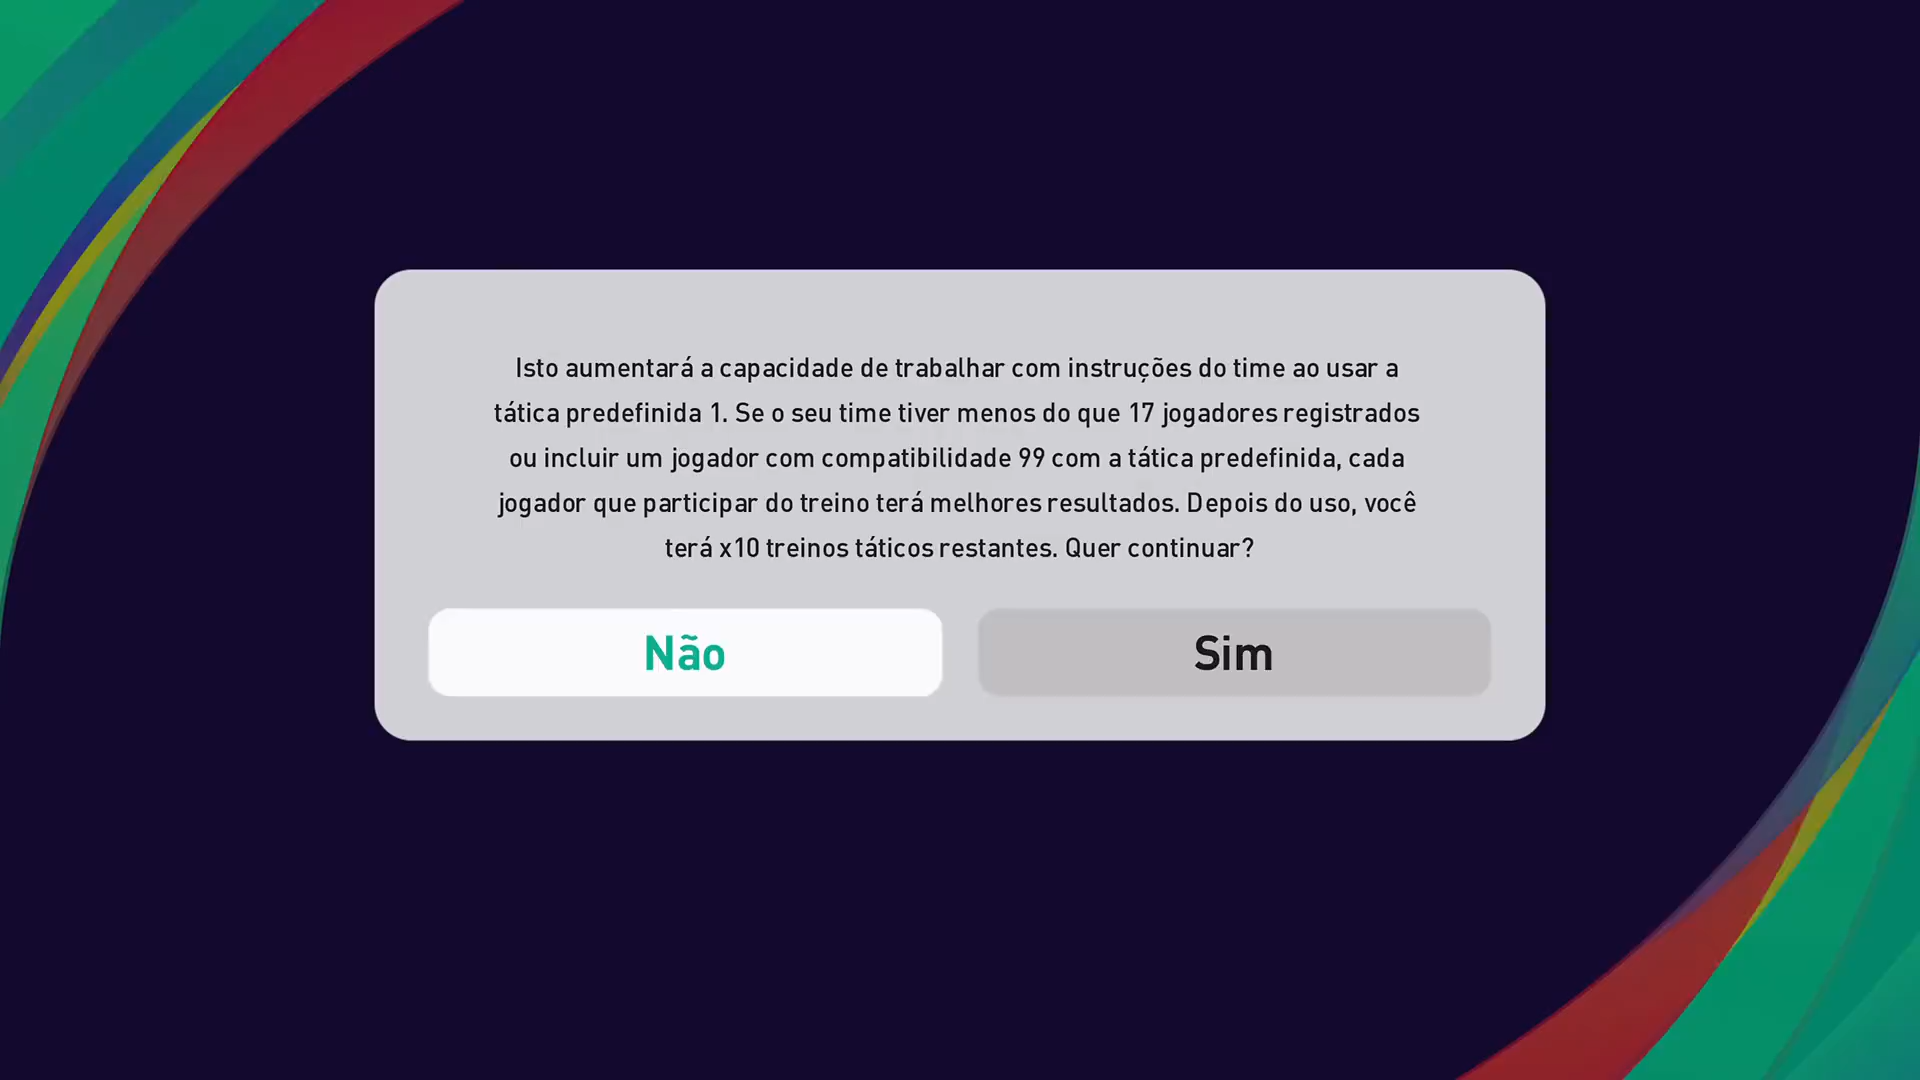 Isto aumentará a capacidade de trabalhar com instruções do time ao usar a
tática predefinida 1. Se o seu time tiver menos do que 17 jogadores registrados
ou incluir um jogador com compatibilidade 99 com a tática predefinida, cada
jogador que participar do treino terá melhores resultados. Depois do uso, você
terá x10 treinos táticos restantes. Quer continuar?
Não
Sim